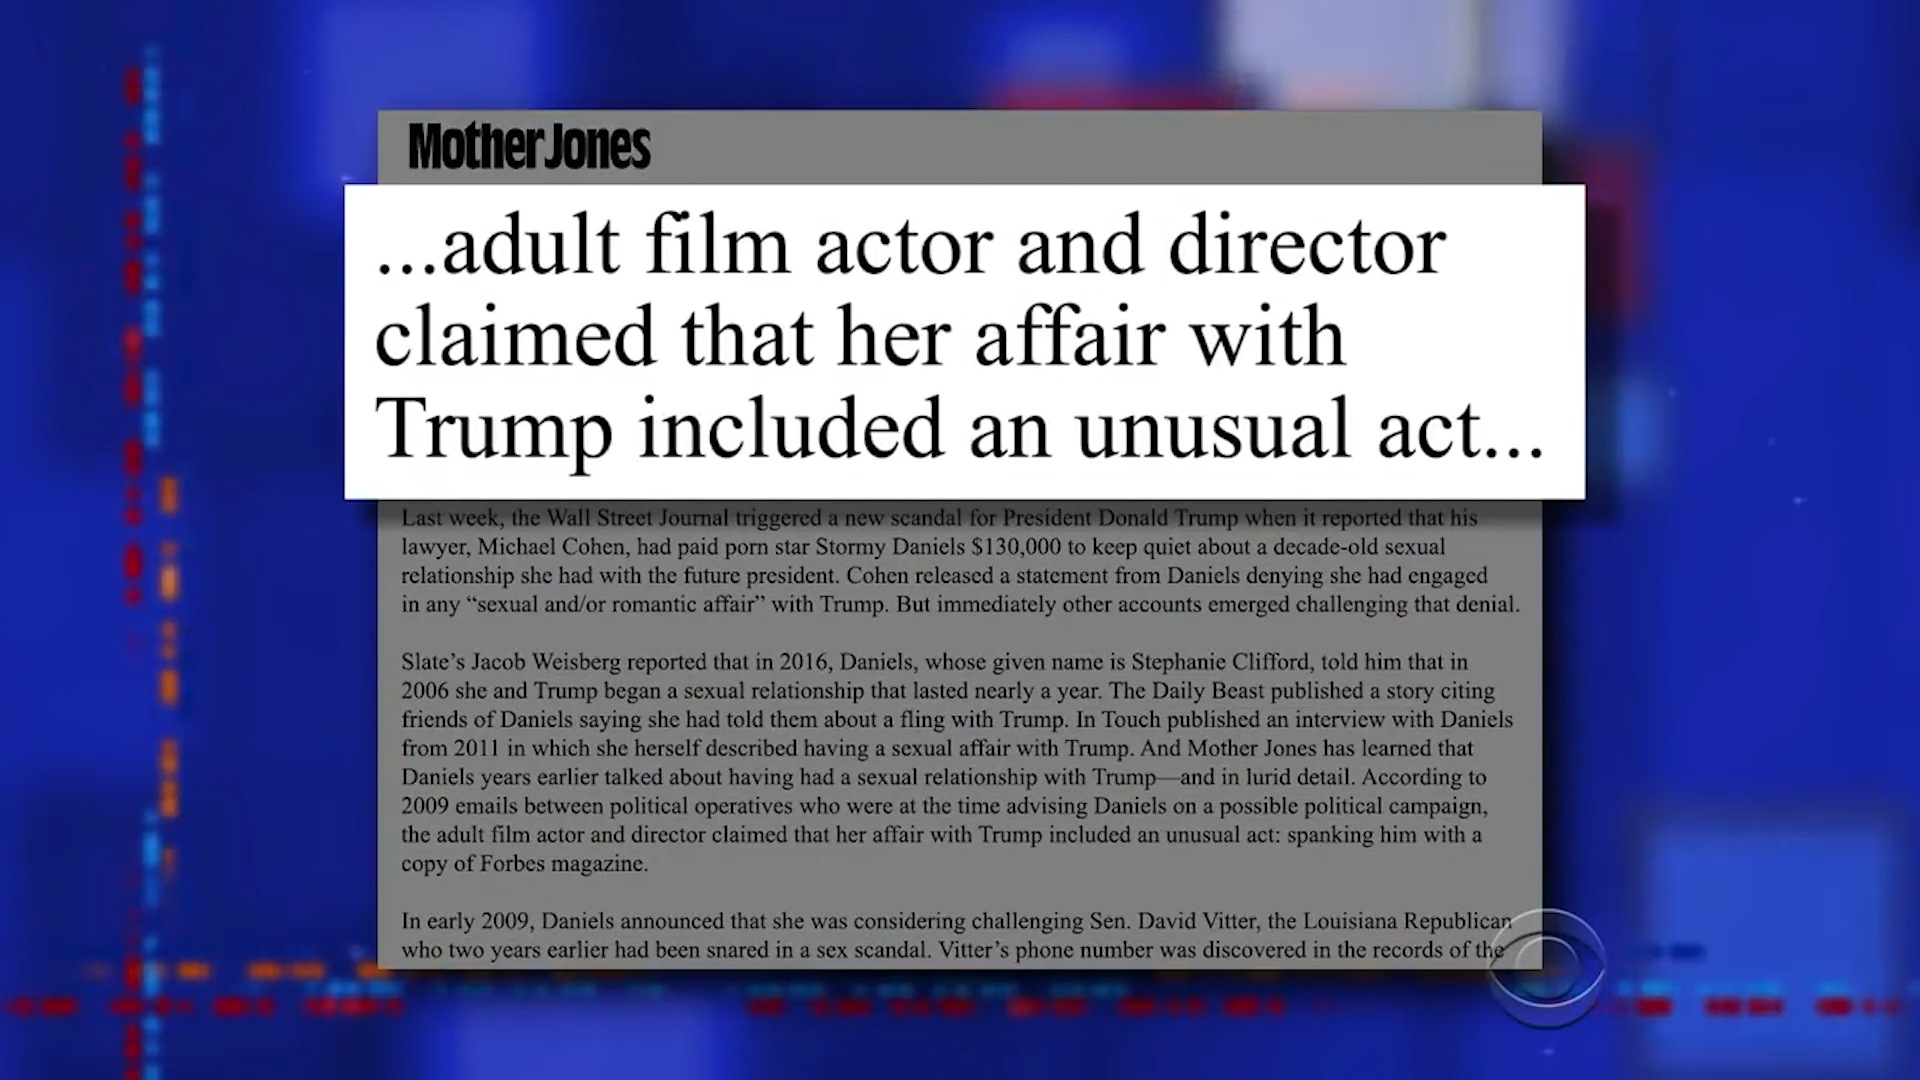 Mother Jones
...adult film actor and director
claimed that her affair with
Trump included an unusual act...
Last week, the Wall Street Journal triggered a new scandal for President Donald Trump when it reported that his
lawyer, Michael Cohen, had paid porn star Stormy Daniels $130,000 to keep quiet about a decade-old sexual
relationship she had with the future president. Cohen released a statement from Daniels denying she had engaged
in any “sexual and/or romantic affair” with Trump. But immediately other accounts emerged challenging that denial.
Slate’s Jacob Weisberg reported that in 2016, Daniels, whose given name is Stephanie Clifford, told him that in
2006 she and Trump began a sexual relationship that lasted nearly a year. The Daily Beast published a story citing
friends of Daniels saying she had told them about a fling with Trump. In Touch published an interview with Daniels
from 2011 in which she herself described having a sexual affair with Trump. And Mother Jones has learned that
Daniels years earlier talked about having had a sexual relationship with Trump—and in lurid detail. According to
2009 emails between political operatives who were at the time advising Daniels on a possible political campaign,
the adult film actor and director claimed that her affair with Trump included an unusual act: spanking him with a
copy of Forbes magazine.
In early 2009, Daniels announced that she was considering challenging Sen. David Vitter, the Louisiana Republican
who two years earlier had been snared in a sex scandal. Vitter’s phone number was discovered in the records of the